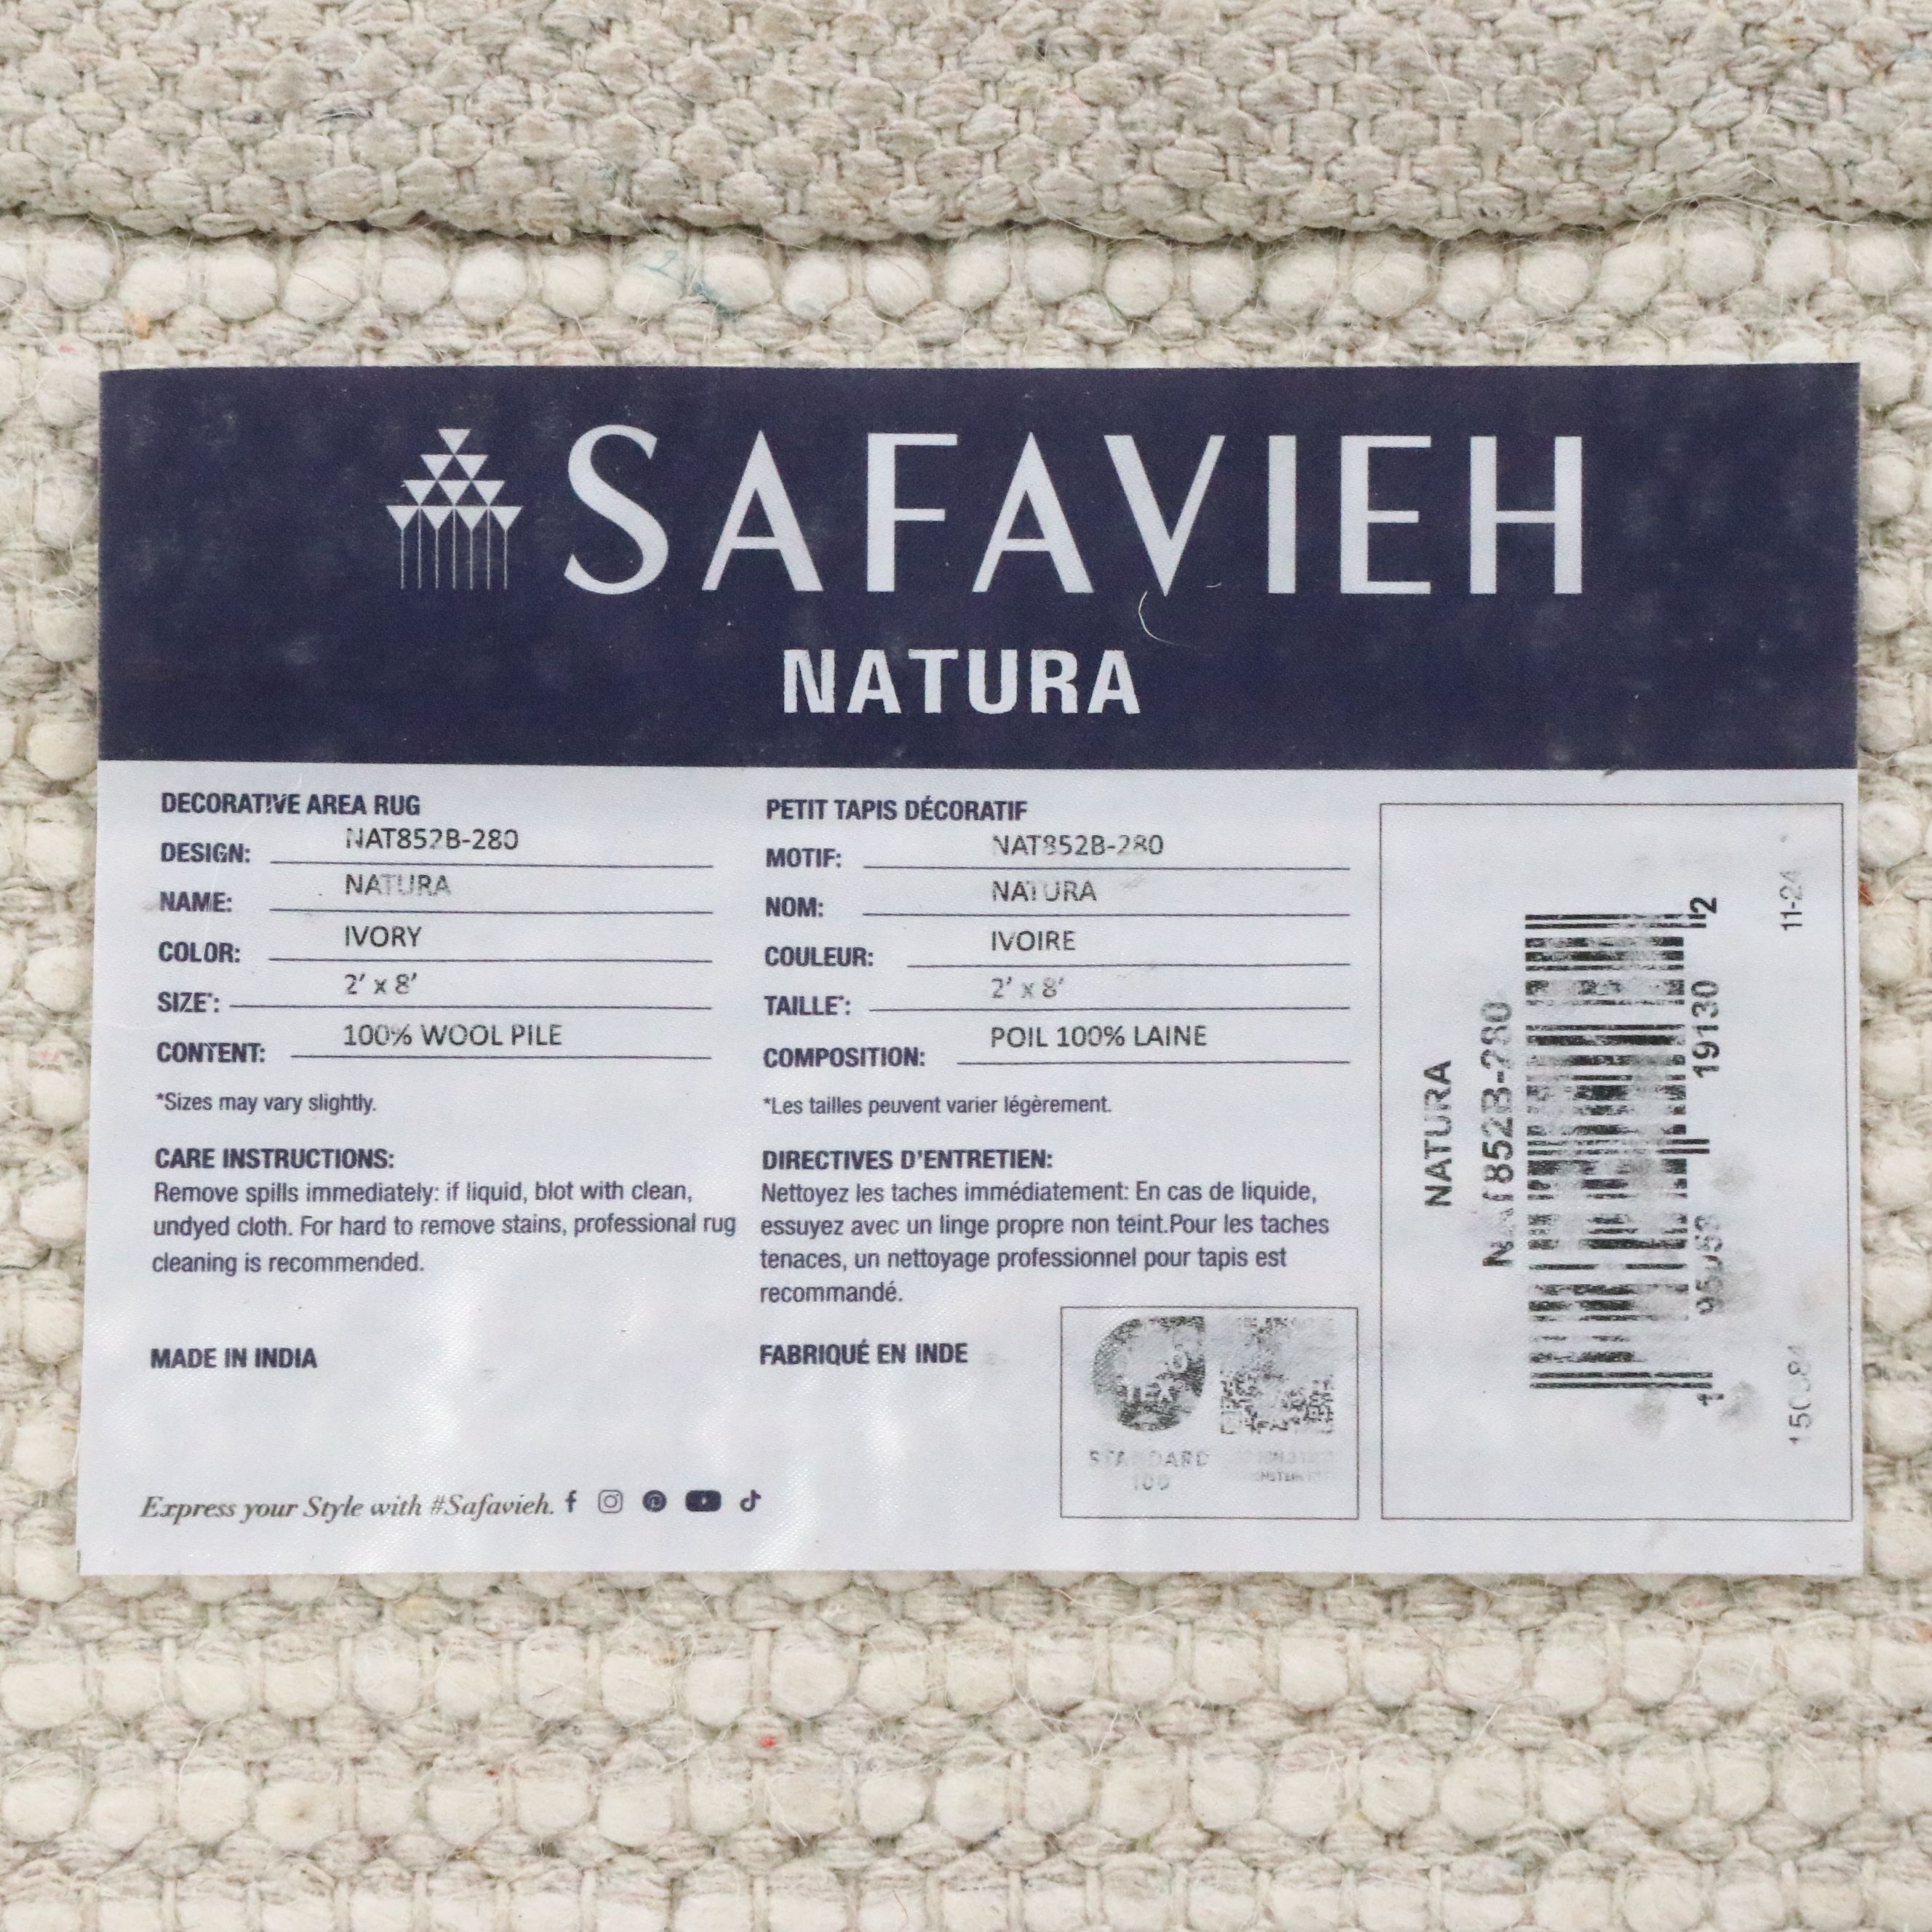 SAFAVIEH
NATURA
DECORATIVE AREA RUG
DESIGN: NAT852B-280
NAME: NATURA
COLOR: IVORY
SIZE*: 2' x 8'
CONTENT: 100% WOOL PILE
*Sizes may vary slightly.
CARE INSTRUCTIONS:
Remove spills immediately: if liquid, blot with clean,
undyed cloth. For hard to remove stains, professional rug
cleaning is recommended.
MADE IN INDIA
Express your Style with #Safavieh.
PETIT TAPIS DÉCORATIF
MOTIF: NAT852B-280
NOM: NATURA
COULEUR: IVOIRE
TAILLE*: 2' x 8'
COMPOSITION: POIL 100% LAINE
*Les tailles peuvent varier légèrement.
DIRECTIVES D'ENTRETIEN:
Nettoyez les taches immédiatement: En cas de liquide,
essuyez avec un linge propre non teint.Pour les taches
tenaces, un nettoyage professionnel pour tapis est
recommandé.
FABRIQUÉ EN INDE
STANDARD
100
NATURA
NAT852B-280
19130 2
11-24